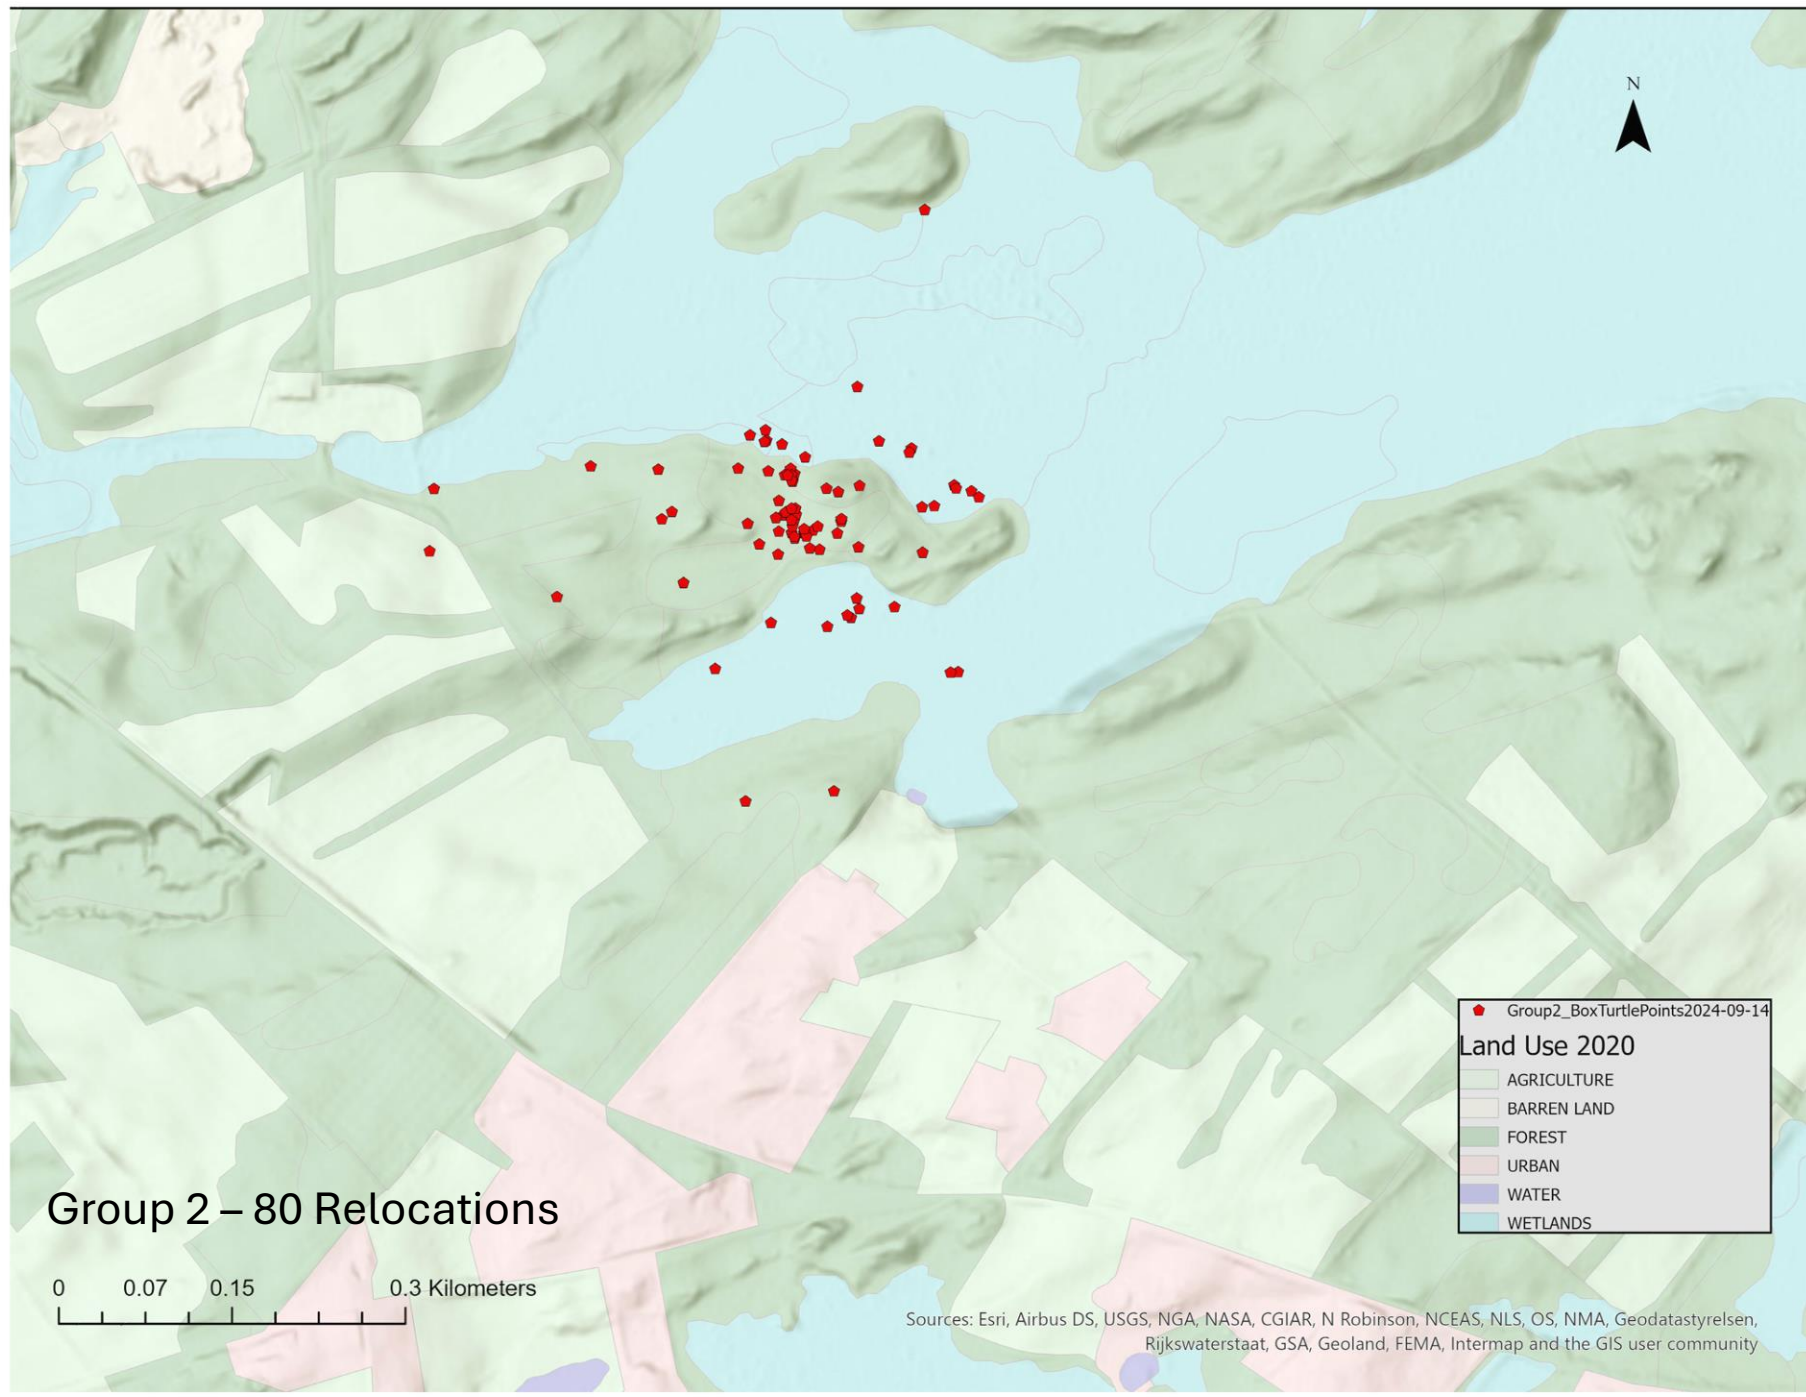 N
Group2_BoxTurtlePoints2024-09-14
Land Use 2020
AGRICULTURE
BARREN LAND
FOREST
URBAN
WATER
WETLANDS
Group 2 – 80 Relocations
0 0.07 0.15 0.3 Kilometers
Sources: Esri, Airbus DS, USGS, NGA, NASA, CGIAR, N Robinson, NCEAS, NLS, OS, NMA, Geodatastyrelsen,
Rijkswaterstaat, GSA, Geoland, FEMA, Intermap and the GIS user community